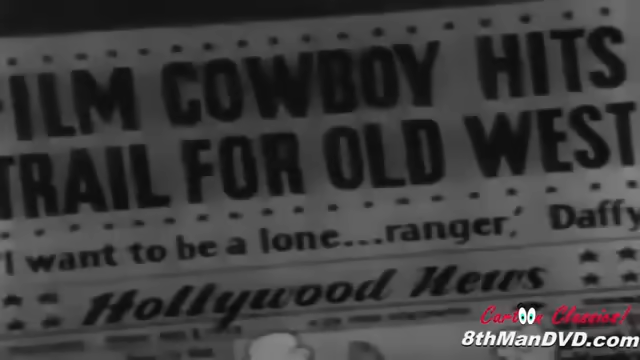 FILM COWBOY HITS
TRAIL FOR OLD WEST
'I want to be a lone...ranger,' Daffy
Hollywood News
Cartoon Classics!
8thManDVD.com